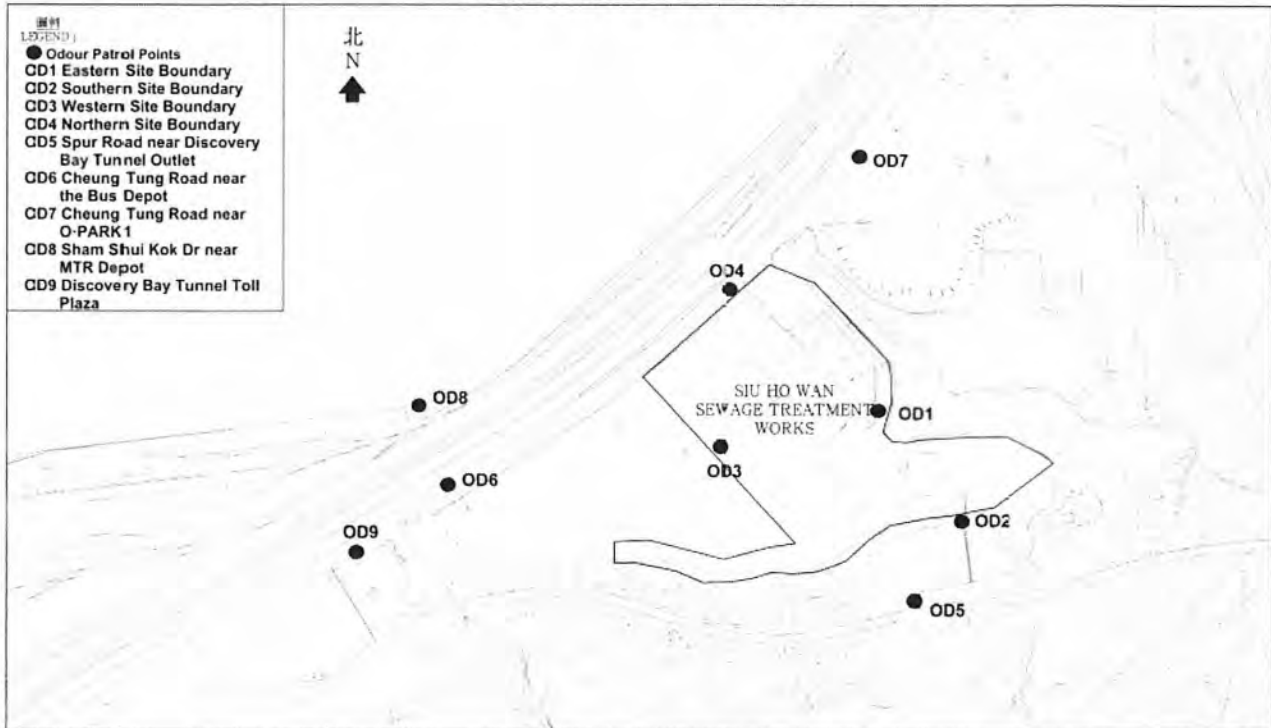 圖例
LEGEND:
Odour Patrol Points
OD1 Eastern Site Boundary
OD2 Southern Site Boundary
OD3 Western Site Boundary
OD4 Northern Site Boundary
OD5 Spur Road near Discovery
Bay Tunnel Outlet
OD6 Cheung Tung Road near
the Bus Depot
OD7 Cheung Tung Road near
O·PARK1
OD8 Sham Shui Kok Dr near
MTR Depot
OD9 Discovery Bay Tunnel Toll
Plaza
北
N
OD7
OD4
OD8
SIU HO WAN
SEWAGE TREATMENT
WORKS
OD1
OD3
OD6
OD2
OD9
OD5